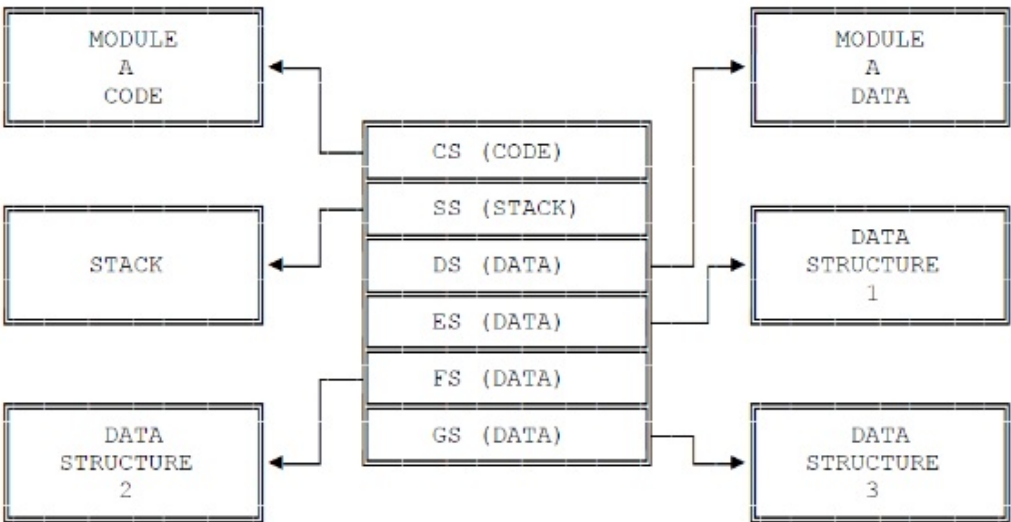 MODULE
A
CODE
STACK
DATA
STRUCTURE
2
CS (CODE)
SS (STACK)
DS (DATA)
ES (DATA)
FS (DATA)
GS (DATA)
MODULE
A
DATA
DATA
STRUCTURE
1
DATA
STRUCTURE
3